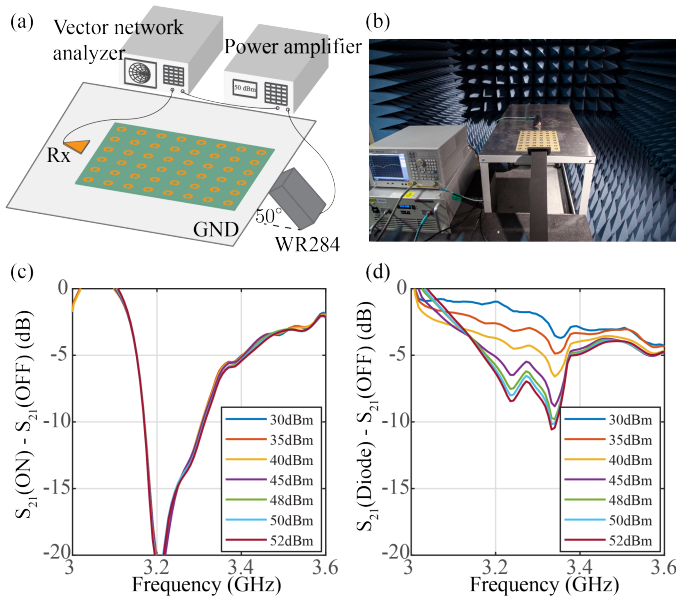 (a)
Vector network
analyzer
Power amplifier
50 dBm
Rx
GND
50°
WR284
(b)
(c)
S21(ON) - S21(OFF) (dB)
0
-5
-10
-15
-20
30dBm
35dBm
40dBm
45dBm
48dBm
50dBm
52dBm
3
3.2
3.4
3.6
Frequency (GHz)
(d)
S21(Diode) - S21(OFF) (dB)
0
-5
-10
-15
-20
30dBm
35dBm
40dBm
45dBm
48dBm
50dBm
52dBm
3
3.2
3.4
3.6
Frequency (GHz)